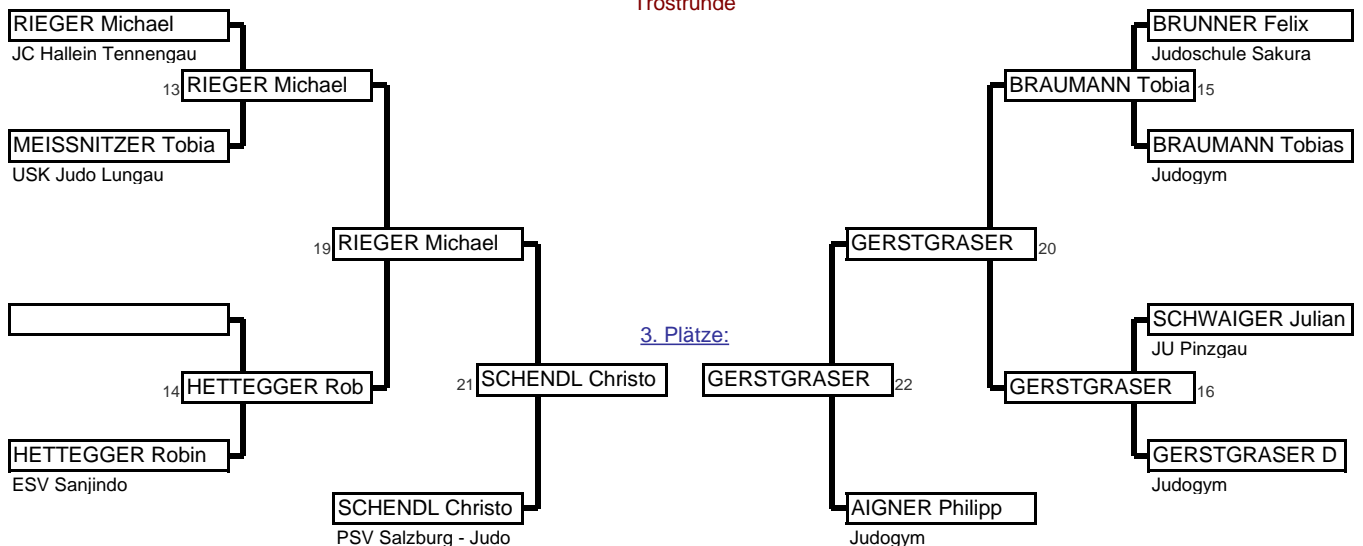 Trostrunde
RIEGER Michael
JC Hallein Tennengau
13 RIEGER Michael
MEISSNITZER Tobia
USK Judo Lungau
19 RIEGER Michael
14 HETTEGGER Rob
HETTEGGER Robin
ESV Sanjindo
3. Plätze:
21 SCHENDL Christo
SCHENDL Christo
PSV Salzburg - Judo
BRUNNER Felix
Judoschule Sakura
BRAUMANN Tobia 15
BRAUMANN Tobias
Judogym
GERSTGRASER 20
SCHWAIGER Julian
JU Pinzgau
GERSTGRASER 22
GERSTGRASER 16
GERSTGRASER D
Judogym
AIGNER Philipp
Judogym